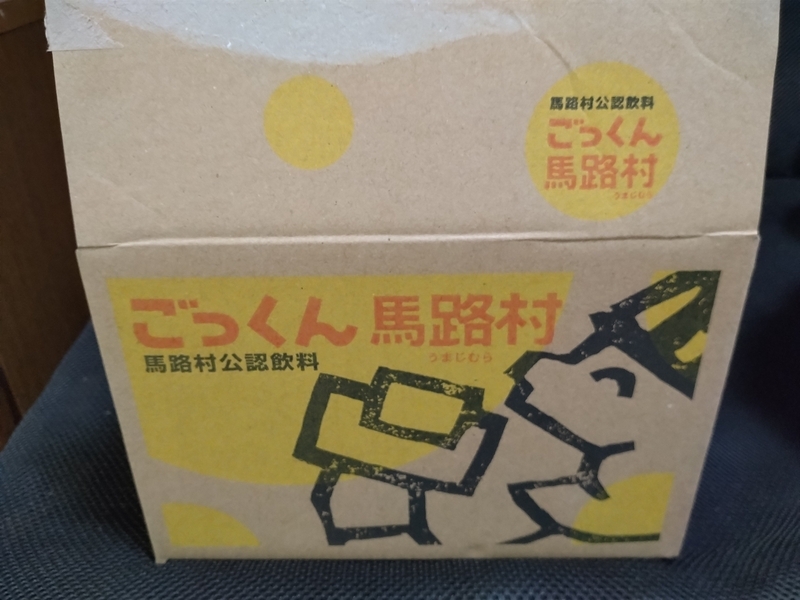 馬路村公認飲料
ごっくん
馬路村
うまじむら
ごっくん 馬路村
馬路村公認飲料
うまじむら